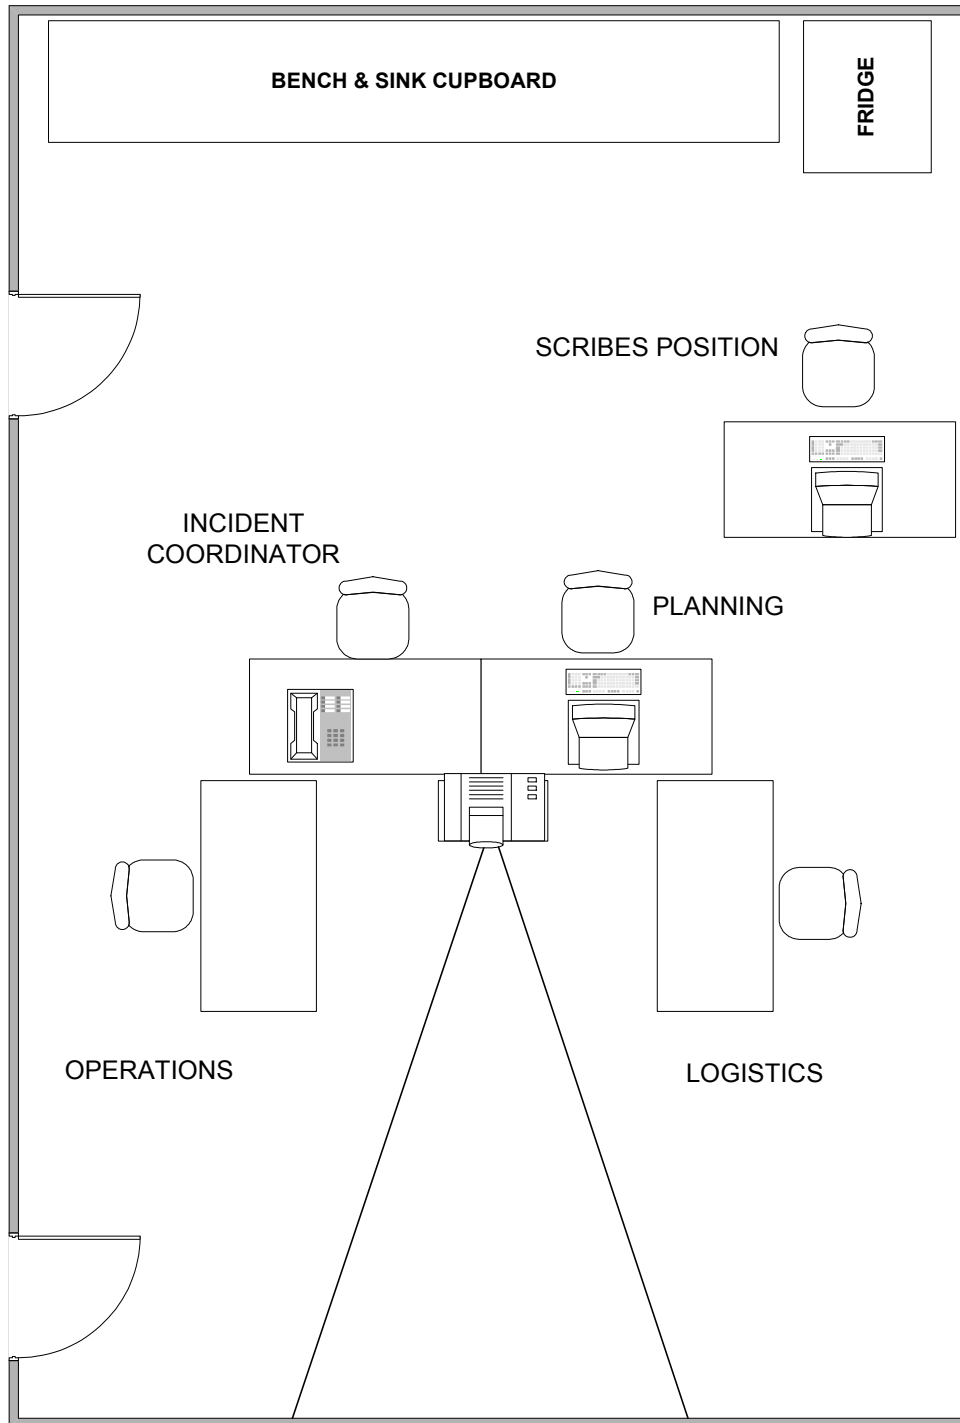 BENCH & SINK CUPBOARD
FRIDGE
SCRIBES POSITION
INCIDENT
COORDINATOR
PLANNING
OPERATIONS
LOGISTICS